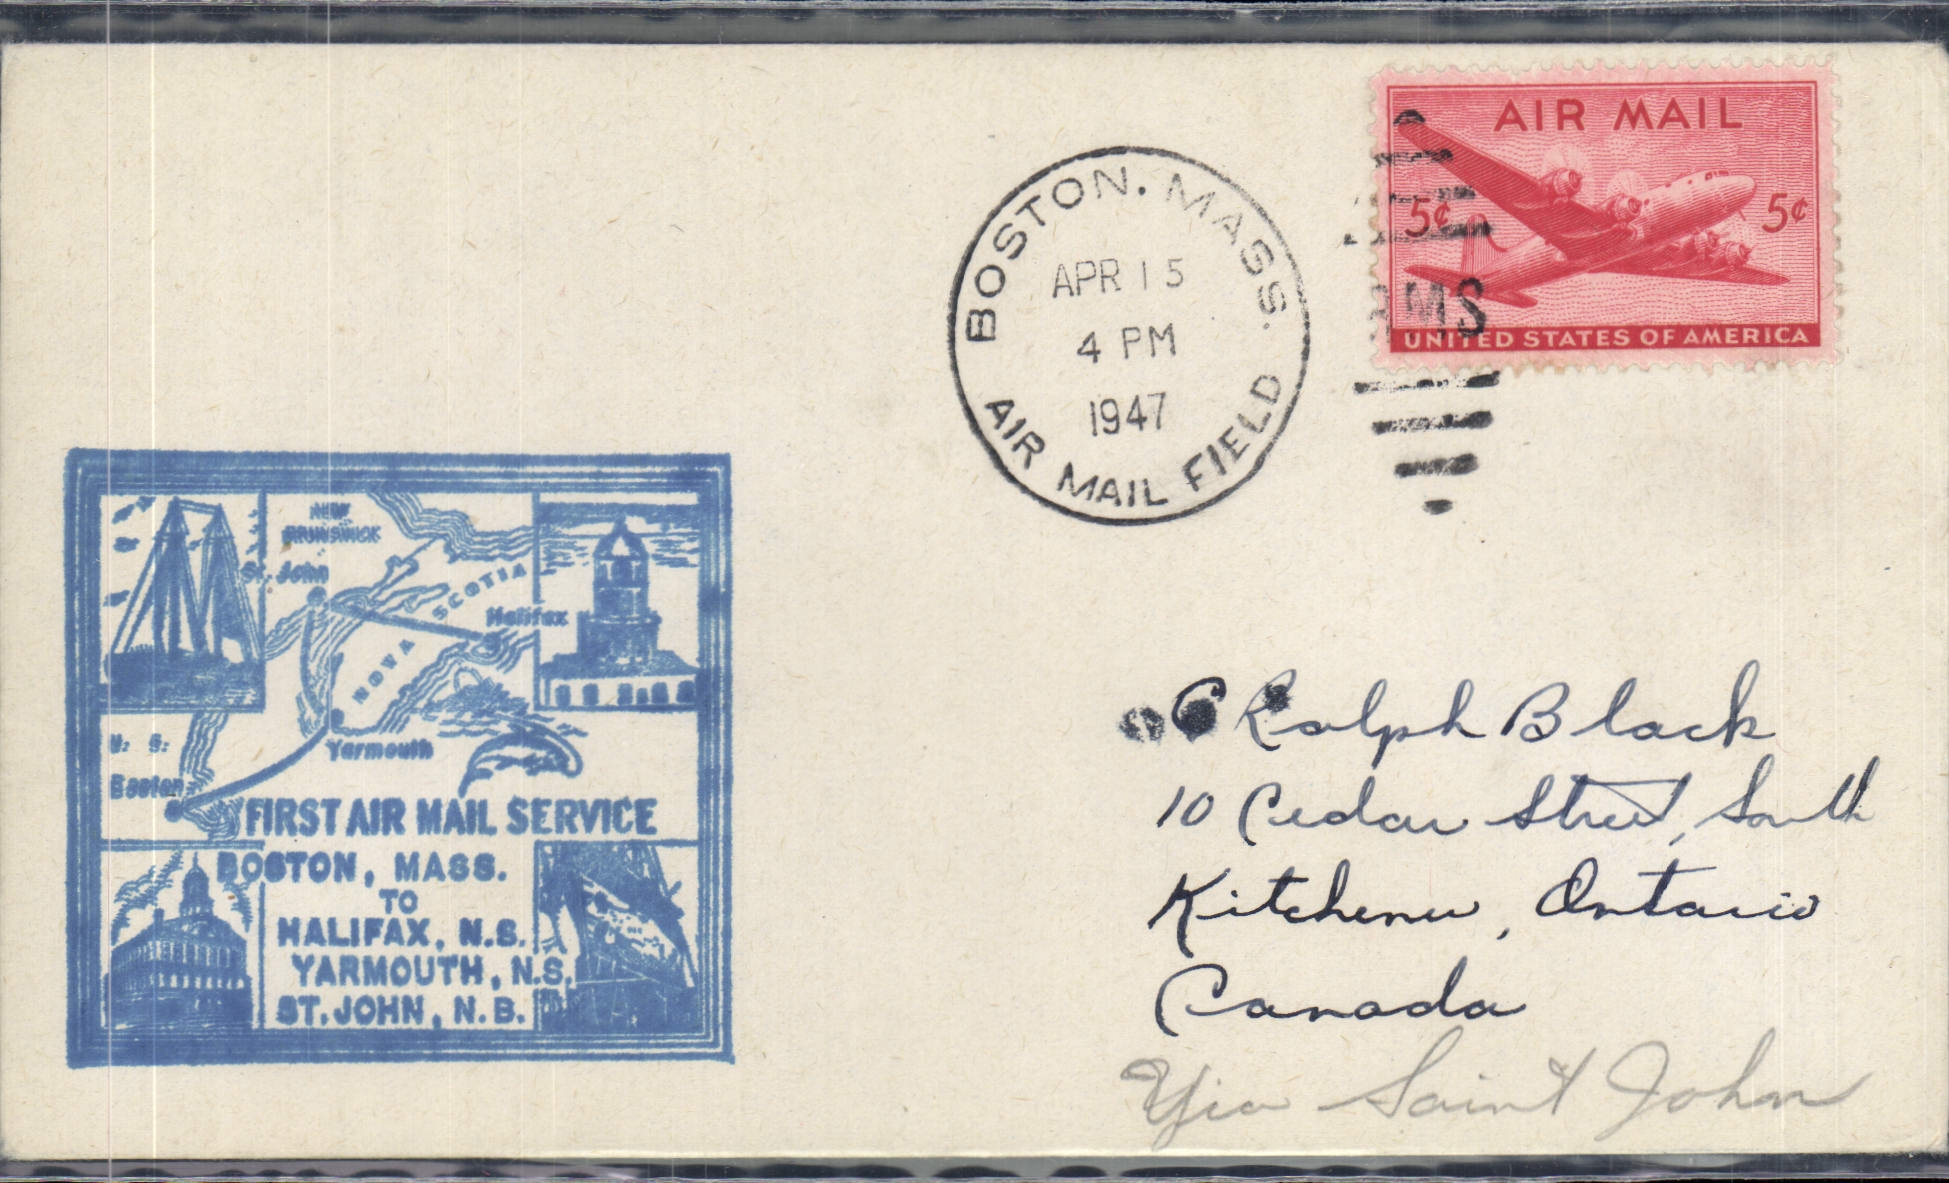 AIR MAIL
5¢ 5¢
UNITED STATES OF AMERICA
RMS
BOSTON, MASS.
APR 15
4 PM
1947
AIR MAIL FIELD
NEW
BRUNSWICK
St. John
NOVA SCOTIA
Halifax
Yarmouth
U. S.
Boston
FIRST AIR MAIL SERVICE
BOSTON, MASS.
TO
HALIFAX, N.S.
YARMOUTH, N.S.
ST. JOHN, N.B.
Ralph Black
10 Cedar Street, South
Kitchener, Ontario
Canada
Via Saint John